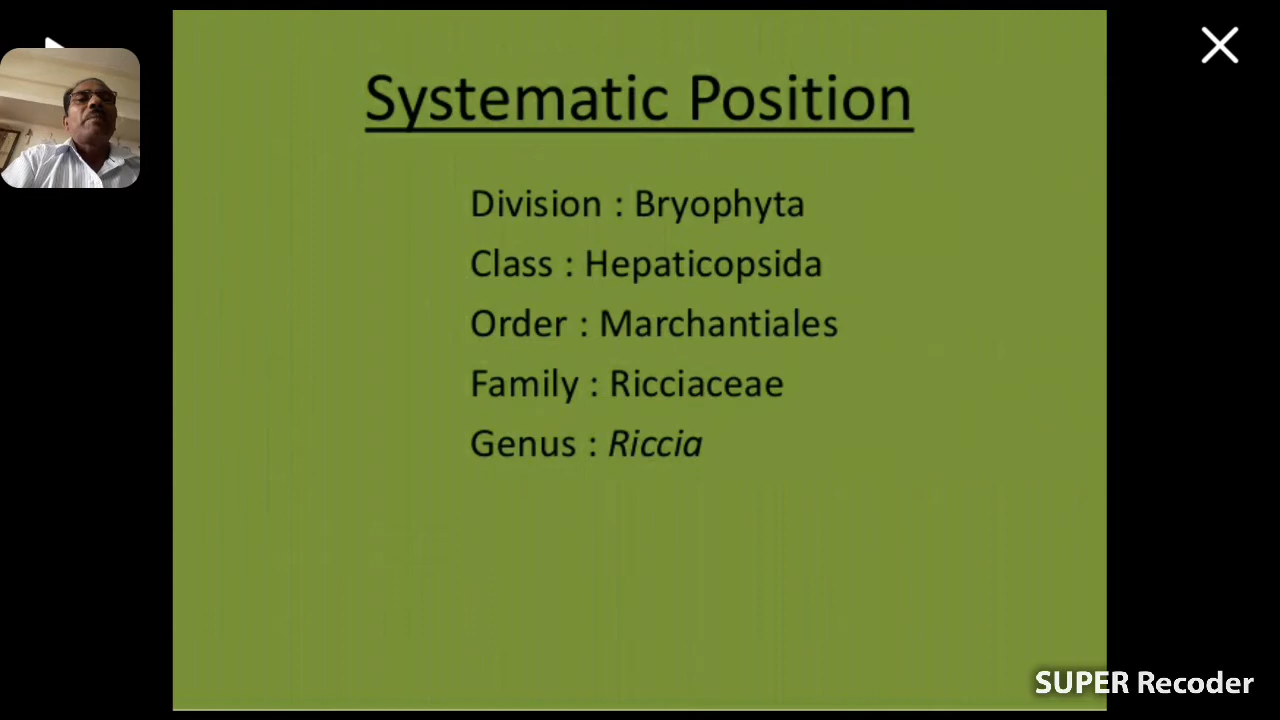 Systematic Position
Division : Bryophyta
Class : Hepaticopsida
Order : Marchantiales
Family : Ricciaceae
Genus : Riccia
SUPER Recoder